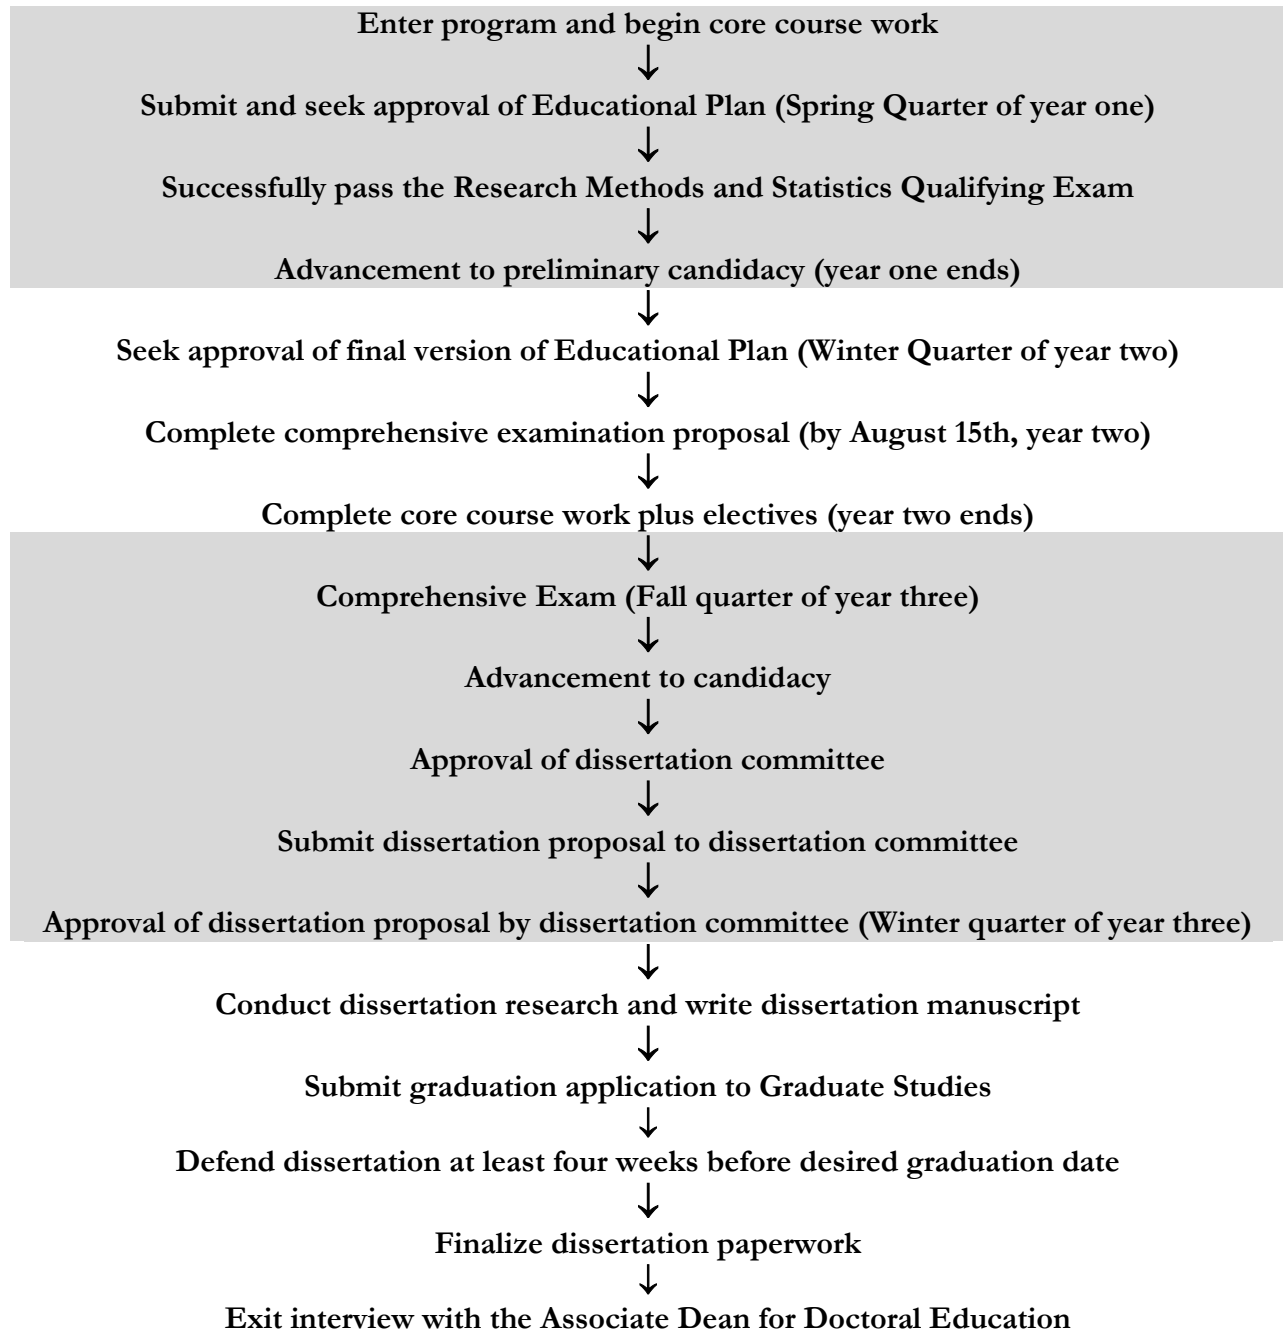 Enter program and begin core course work
↓
Submit and seek approval of Educational Plan (Spring Quarter of year one)
↓
Successfully pass the Research Methods and Statistics Qualifying Exam
↓
Advancement to preliminary candidacy (year one ends)
↓
Seek approval of final version of Educational Plan (Winter Quarter of year two)
↓
Complete comprehensive examination proposal (by August 15th, year two)
↓
Complete core course work plus electives (year two ends)
↓
Comprehensive Exam (Fall quarter of year three)
↓
Advancement to candidacy
↓
Approval of dissertation committee
↓
Submit dissertation proposal to dissertation committee
↓
Approval of dissertation proposal by dissertation committee (Winter quarter of year three)
↓
Conduct dissertation research and write dissertation manuscript
↓
Submit graduation application to Graduate Studies
↓
Defend dissertation at least four weeks before desired graduation date
↓
Finalize dissertation paperwork
↓
Exit interview with the Associate Dean for Doctoral Education